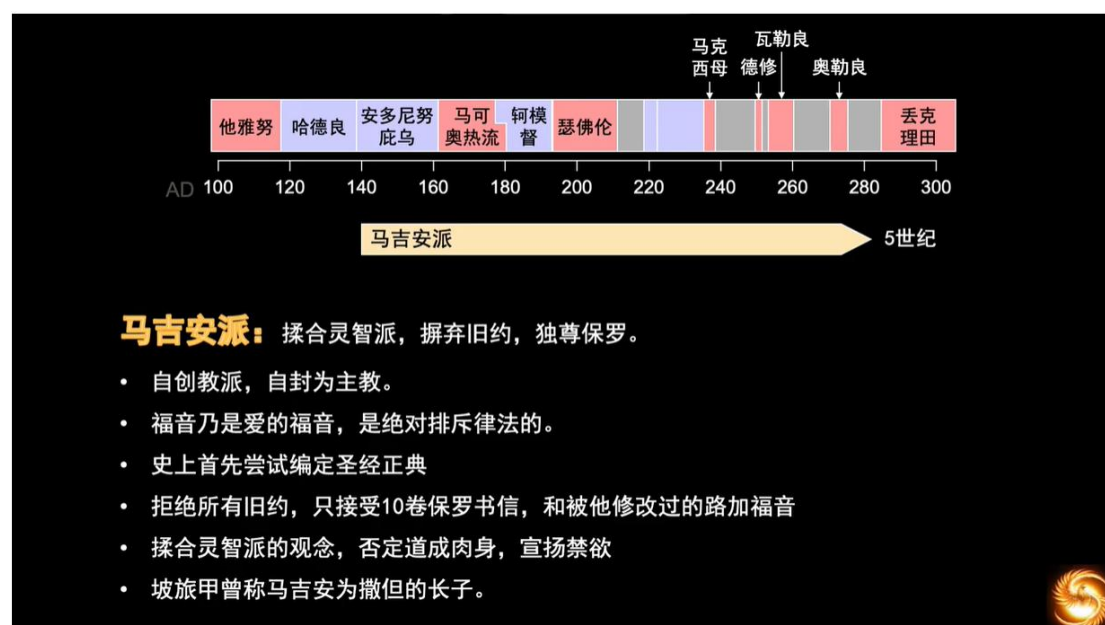 马克
西母
德修
瓦勒良
奥勒良
他雅努
哈德良
安多尼努
庇乌
马可
奥热流
轲模
督
瑟佛伦
丢克
理田
AD 100 120 140 160 180 200 220 240 260 280 300
马吉安派
5世纪
马吉安派：揉合灵智派，摒弃旧约，独尊保罗。
• 自创教派，自封为主教。
• 福音乃是爱的福音，是绝对排斥律法的。
• 史上首先尝试编定圣经正典
• 拒绝所有旧约，只接受10卷保罗书信，和被他修改过的路加福音
• 揉合灵智派的观念，否定道成肉身，宣扬禁欲
• 坡旅甲曾称马吉安为撒但的长子。